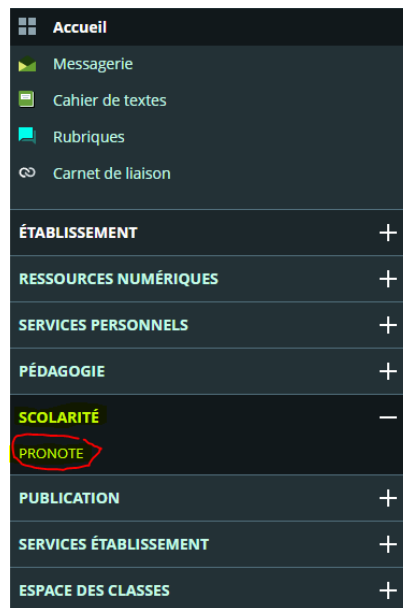 Accueil
Messagerie
Cahier de textes
Rubriques
Carnet de liaison
ÉTABLISSEMENT
RESSOURCES NUMÉRIQUES
SERVICES PERSONNELS
PÉDAGOGIE
SCOLARITÉ
PRONOTE
PUBLICATION
SERVICES ÉTABLISSEMENT
ESPACE DES CLASSES